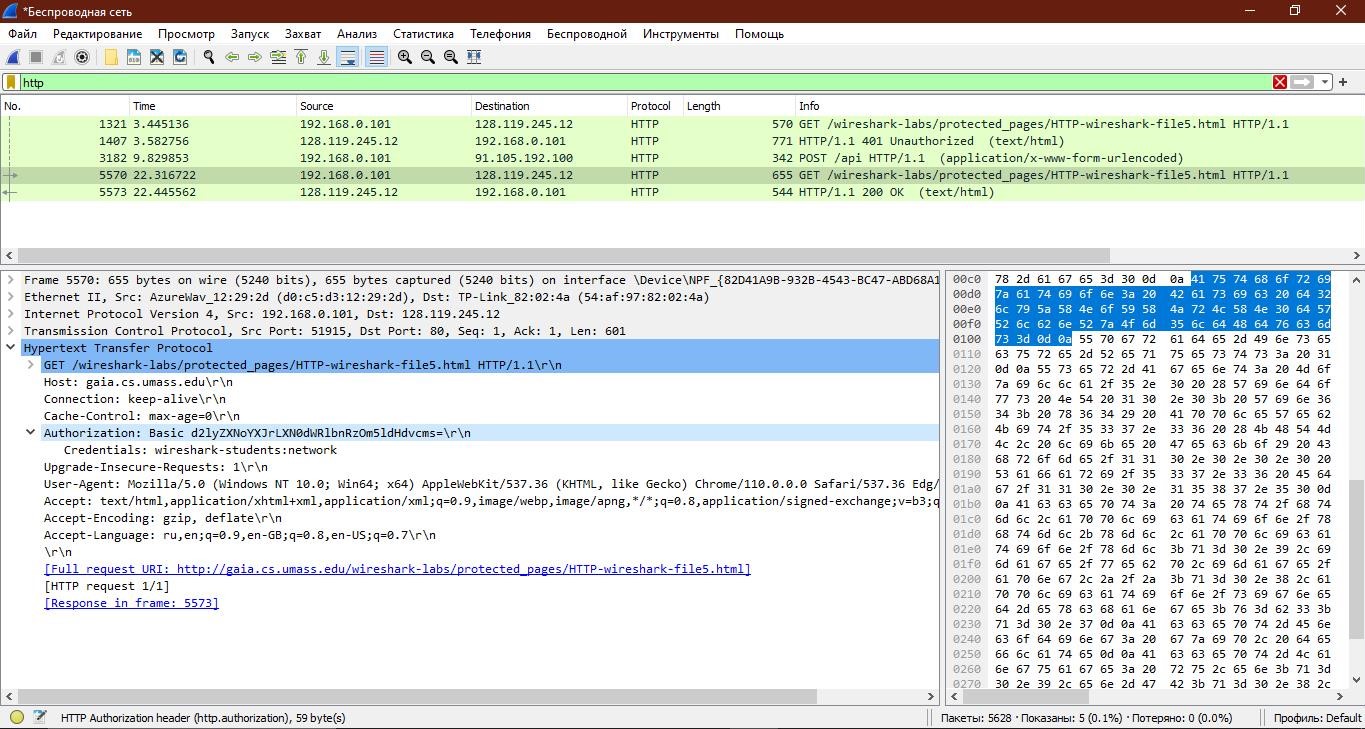 *Беспроводная сеть
Файл Редактирование Просмотр Запуск Захват Анализ Статистика Телефония Беспроводной Инструменты Помощь
http
No. Time Source Destination Protocol Length Info
1321 3.445136 192.168.0.101 128.119.245.12 HTTP 570 GET /wireshark-labs/protected_pages/HTTP-wireshark-file5.html HTTP/1.1
1407 3.582756 128.119.245.12 192.168.0.101 HTTP 771 HTTP/1.1 401 Unauthorized (text/html)
3182 9.829853 192.168.0.101 91.105.192.100 HTTP 342 POST /api HTTP/1.1 (application/x-www-form-urlencoded)
5570 22.316722 192.168.0.101 128.119.245.12 HTTP 655 GET /wireshark-labs/protected_pages/HTTP-wireshark-file5.html HTTP/1.1
5573 22.445562 128.119.245.12 192.168.0.101 HTTP 544 HTTP/1.1 200 OK (text/html)
Frame 5570: 655 bytes on wire (5240 bits), 655 bytes captured (5240 bits) on interface \Device\NPF_{82D41A9B-932B-4543-BC47-ABD68A1
Ethernet II, Src: AzureWav_12:29:2d (d0:c5:d3:12:29:2d), Dst: TP-Link_82:02:4a (54:af:97:82:02:4a)
Internet Protocol Version 4, Src: 192.168.0.101, Dst: 128.119.245.12
Transmission Control Protocol, Src Port: 51915, Dst Port: 80, Seq: 1, Ack: 1, Len: 601
Hypertext Transfer Protocol
GET /wireshark-labs/protected_pages/HTTP-wireshark-file5.html HTTP/1.1\r\n
Host: gaia.cs.umass.edu\r\n
Connection: keep-alive\r\n
Cache-Control: max-age=0\r\n
Authorization: Basic d2lyZXNoYXJrLXN0dWRlbnRzOm5ldHdvcms=\r\n
Credentials: wireshark-students:network
Upgrade-Insecure-Requests: 1\r\n
User-Agent: Mozilla/5.0 (Windows NT 10.0; Win64; x64) AppleWebKit/537.36 (KHTML, like Gecko) Chrome/110.0.0.0 Safari/537.36 Edg/
Accept: text/html,application/xhtml+xml,application/xml;q=0.9,image/webp,image/apng,*/*;q=0.8,application/signed-exchange;v=b3;q
Accept-Encoding: gzip, deflate\r\n
Accept-Language: ru,en;q=0.9,en-GB;q=0.8,en-US;q=0.7\r\n
\r\n
[Full request URI: http://gaia.cs.umass.edu/wireshark-labs/protected_pages/HTTP-wireshark-file5.html]
[HTTP request 1/1]
[Response in frame: 5573]
00c0 78 2d 61 67 65 3d 30 0d 0a 41 75 74 68 6f 72 69
00d0 7a 61 74 69 6f 6e 3a 20 42 61 73 69 63 20 64 32
00e0 6c 79 5a 58 4e 6f 59 58 4a 72 4c 58 4e 30 64 57
00f0 52 6c 62 6e 52 7a 4f 6d 35 6c 64 48 64 76 63 6d
0100 73 3d 0d 0a 55 70 67 72 61 64 65 2d 49 6e 73 65
0110 63 75 72 65 2d 52 65 71 75 65 73 74 73 3a 20 31
0120 0d 0a 55 73 65 72 2d 41 67 65 6e 74 3a 20 4d 6f
0130 7a 69 6c 6c 61 2f 35 2e 30 20 28 57 69 6e 64 6f
0140 77 73 20 4e 54 20 31 30 2e 30 3b 20 57 69 6e 36
0150 34 3b 20 78 36 34 29 20 41 70 70 6c 65 57 65 62
0160 4b 69 74 2f 35 33 37 2e 33 36 20 28 4b 48 54 4d
0170 4c 2c 20 6c 69 6b 65 20 47 65 63 6b 6f 29 20 43
0180 68 72 6f 6d 65 2f 31 31 30 2e 30 2e 30 2e 30 20
0190 53 61 66 61 72 69 2f 35 33 37 2e 33 36 20 45 64
01a0 67 2f 31 31 30 2e 30 2e 31 35 38 37 2e 35 30 0d
01b0 0a 41 63 63 65 70 74 3a 20 74 65 78 74 2f 68 74
01c0 6d 6c 2c 61 70 70 6c 69 63 61 74 69 6f 6e 2f 78
01d0 68 74 6d 6c 2b 78 6d 6c 2c 61 70 70 6c 69 63 61
01e0 74 69 6f 6e 2f 78 6d 6c 3b 71 3d 30 2e 39 2c 69
01f0 6d 61 67 65 2f 77 65 62 70 2c 69 6d 61 67 65 2f
0200 61 70 6e 67 2c 2a 2f 2a 3b 71 3d 30 2e 38 2c 61
0210 70 70 6c 69 63 61 74 69 6f 6e 2f 73 69 67 6e 65
0220 64 2d 65 78 63 68 61 6e 67 65 3b 76 3d 62 33 3b
0230 71 3d 30 2e 37 0d 0a 41 63 63 65 70 74 2d 45 6e
0240 63 6f 64 69 6e 67 3a 20 67 7a 69 70 2c 20 64 65
0250 66 6c 61 74 65 0d 0a 41 63 63 65 70 74 2d 4c 61
0260 6e 67 75 61 67 65 3a 20 72 75 2c 65 6e 3b 71 3d
0270 30 2e 39 2c 65 6e 2d 47 42 3b 71 3d 30 2e 38 2c
HTTP Authorization header (http.authorization), 59 byte(s)
Пакеты: 5628 · Показаны: 5 (0.1%) · Потеряно: 0 (0.0%)
Профиль: Default